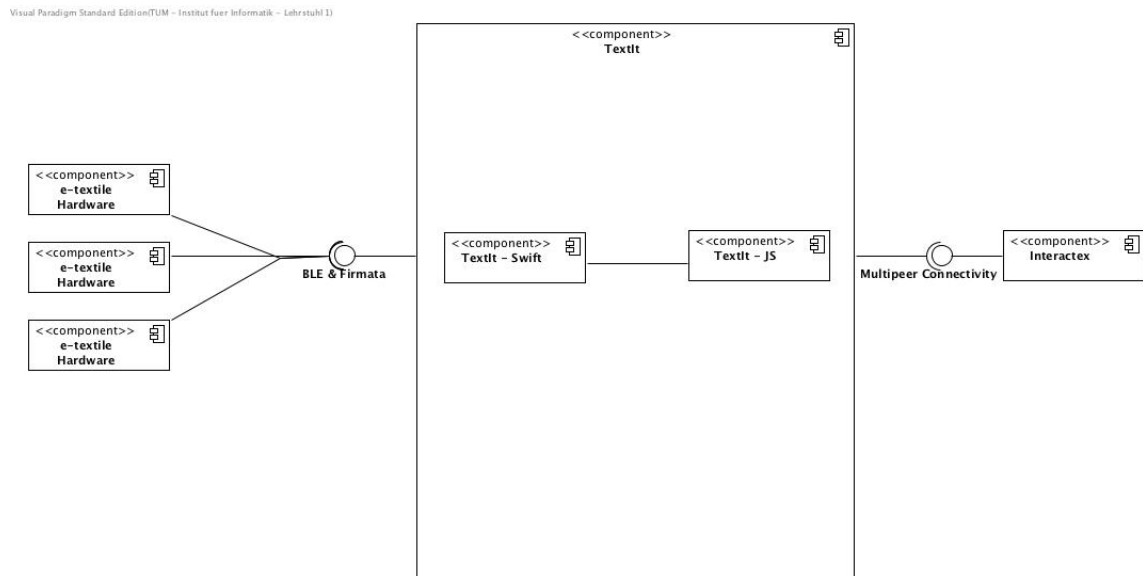 Visual Paradigm Standard Edition(TUM - Institut fuer Informatik - Lehrstuhl 1)
<<component>>
TextIt
<<component>>
e-textile
Hardware
<<component>>
e-textile
Hardware
<<component>>
e-textile
Hardware
BLE & Firmata
<<component>>
TextIt - Swift
<<component>>
TextIt - JS
Multipeer Connectivity
<<component>>
Interactex